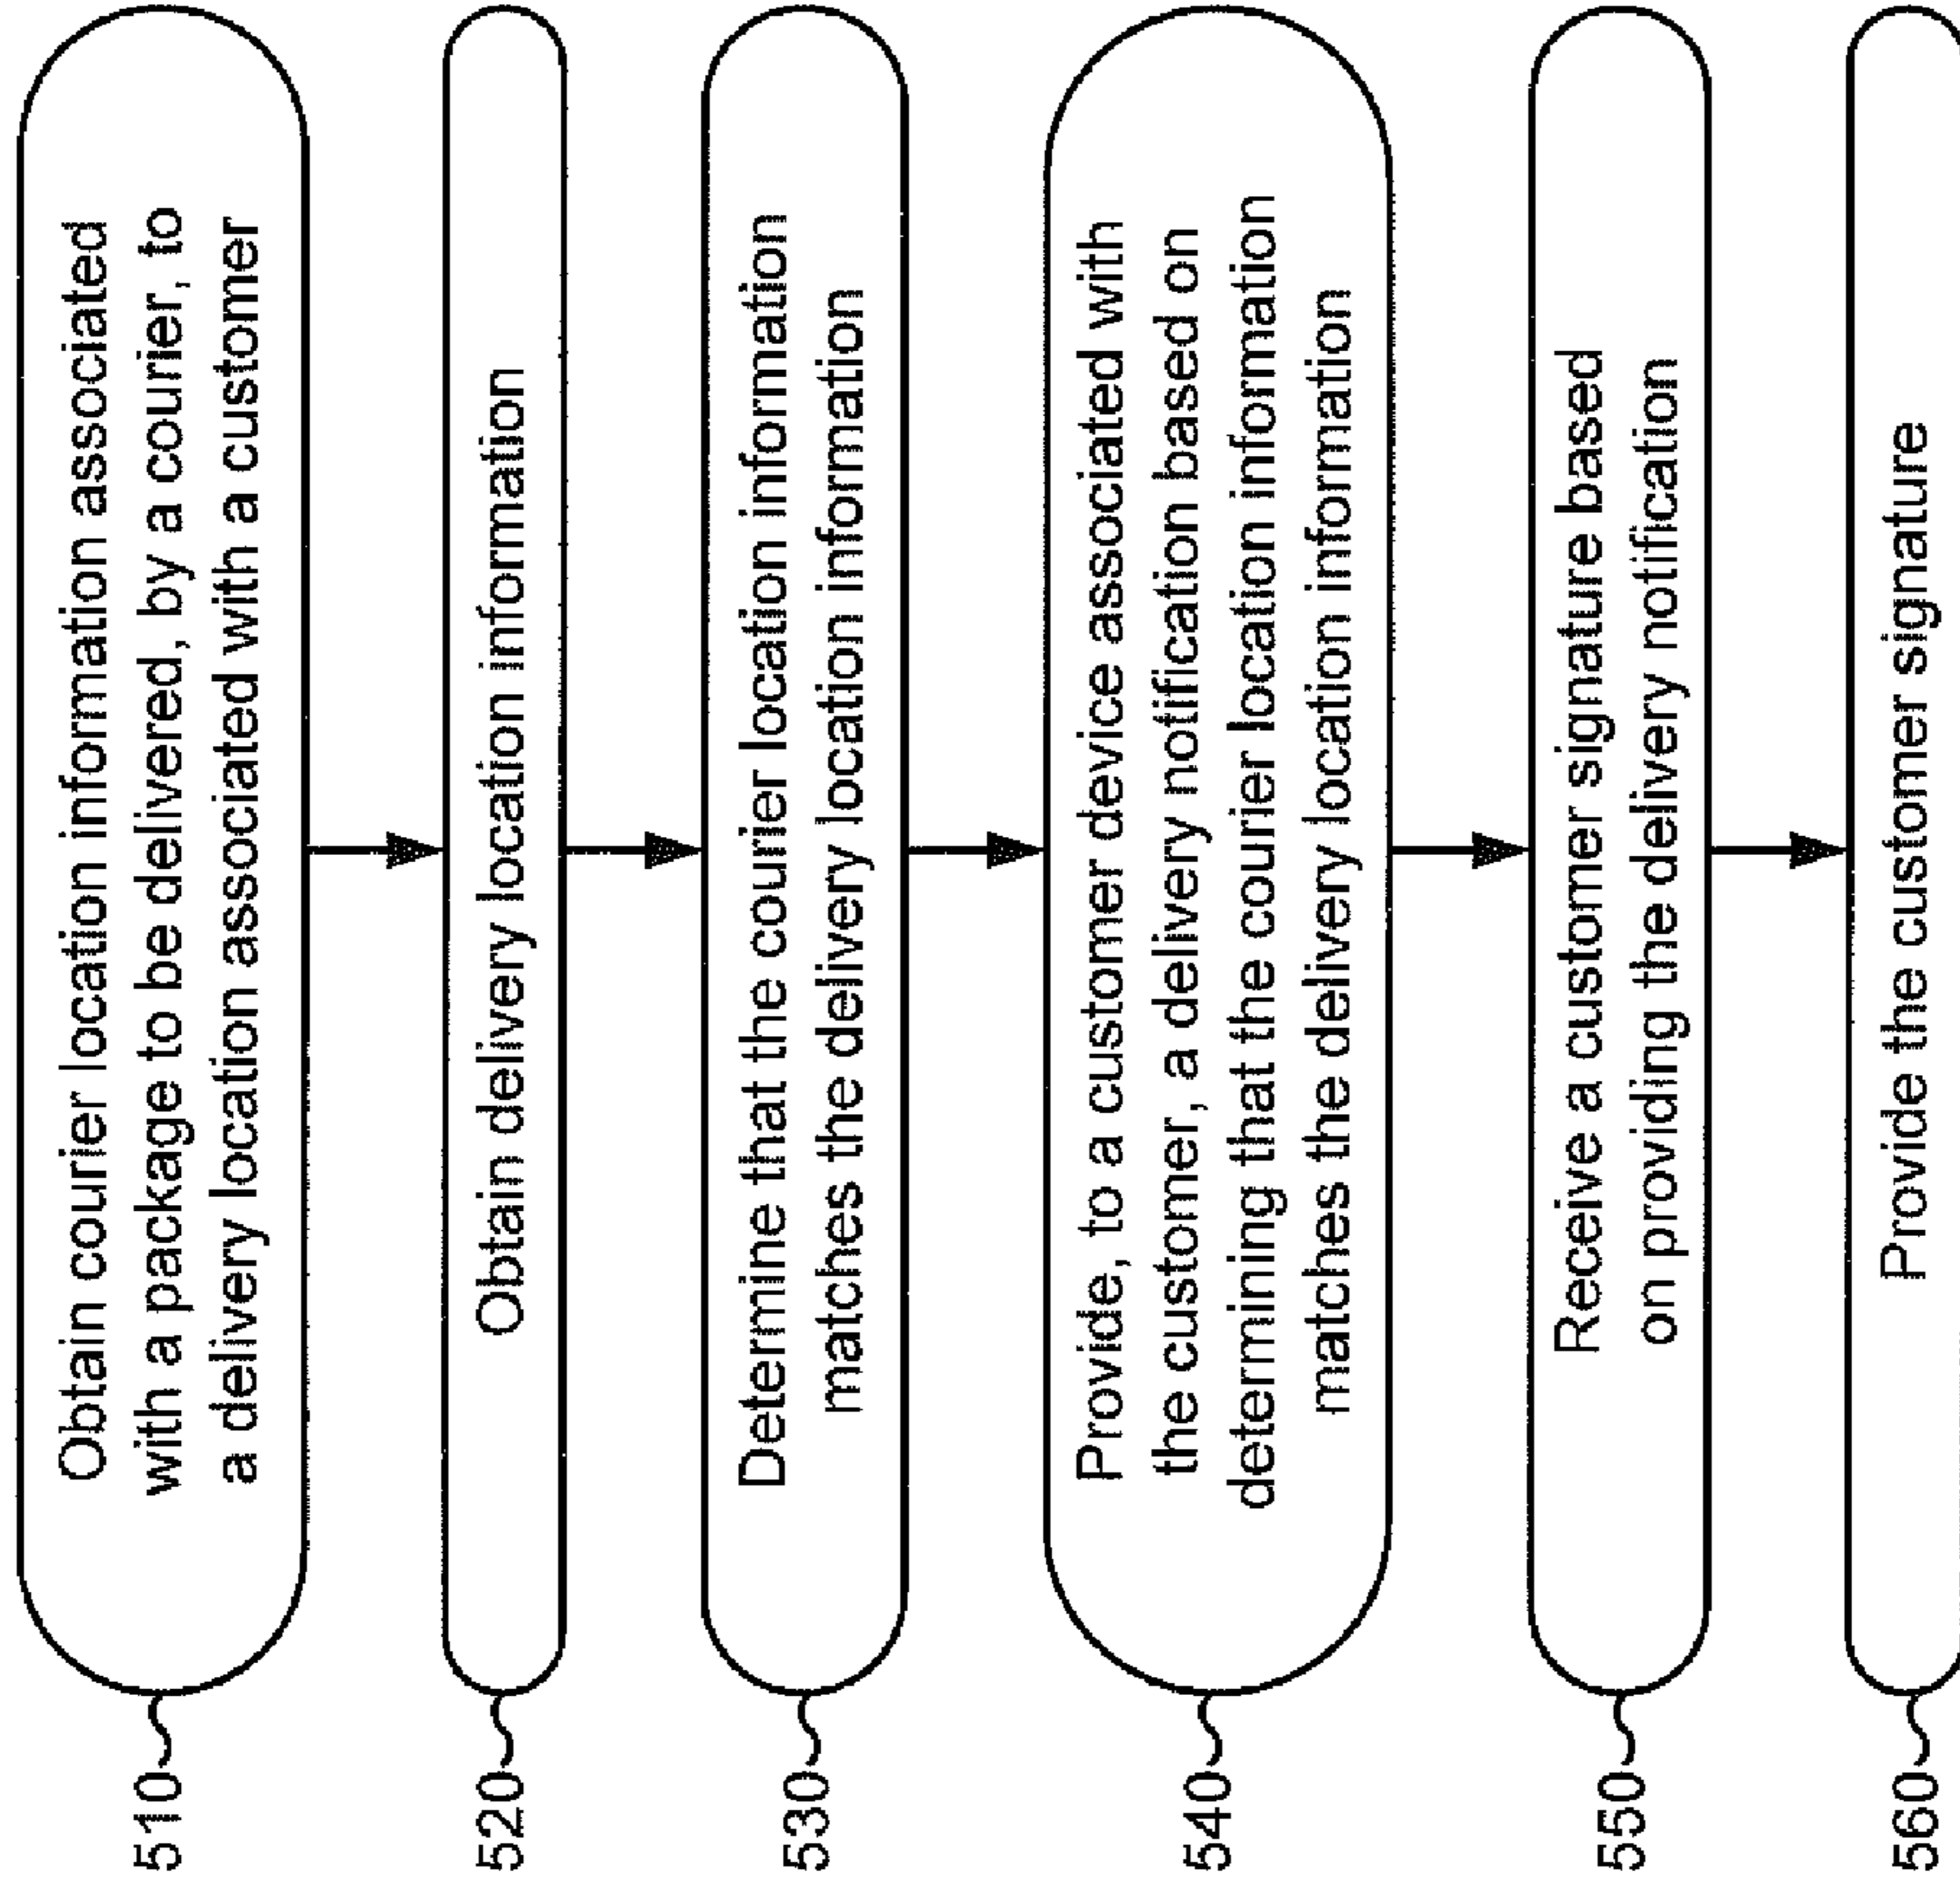 510
Obtain courier location information associated
with a package to be delivered, by a courier, to
a delivery location associated with a customer
520
Obtain delivery location information
530
Determine that the courier location information
matches the delivery location information
540
Provide, to a customer device associated with
the customer, a delivery notification based on
determining that the courier location information
matches the delivery location information
550
Receive a customer signature based
on providing the delivery notification
560
Provide the customer signature